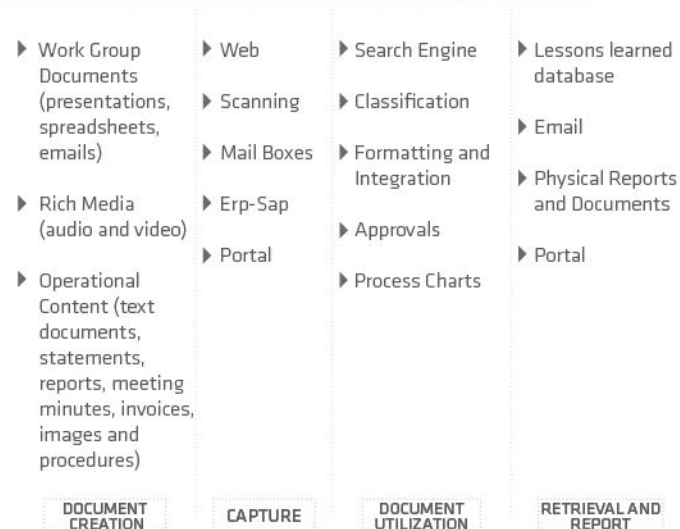 Work Group
Documents
(presentations,
spreadsheets,
emails)
Rich Media
(audio and video)
Operational
Content (text
documents,
statements,
reports, meeting
minutes, invoices,
images and
procedures)
DOCUMENT
CREATION
Web
Scanning
Mail Boxes
Erp-Sap
Portal
CAPTURE
Search Engine
Classification
Formatting and
Integration
Approvals
Process Charts
DOCUMENT
UTILIZATION
Lessons learned
database
Email
Physical Reports
and Documents
Portal
RETRIEVAL AND
REPORT